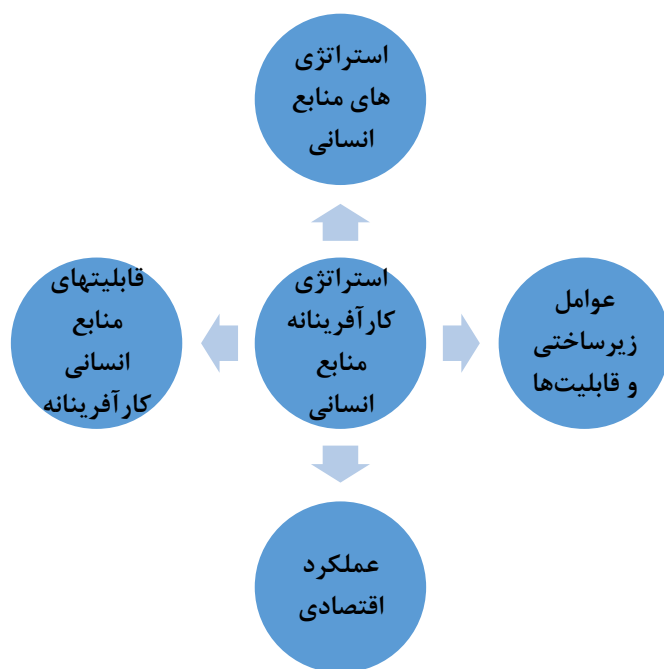 استراتژی
های منابع
انسانی
عوامل
زیرساختی
و قابلیت‌ها
استراتژی
کارآفرینانه
منابع
انسانی
قابلیتهای
منابع
انسانی
کارآفرینانه
عملکرد
اقتصادی